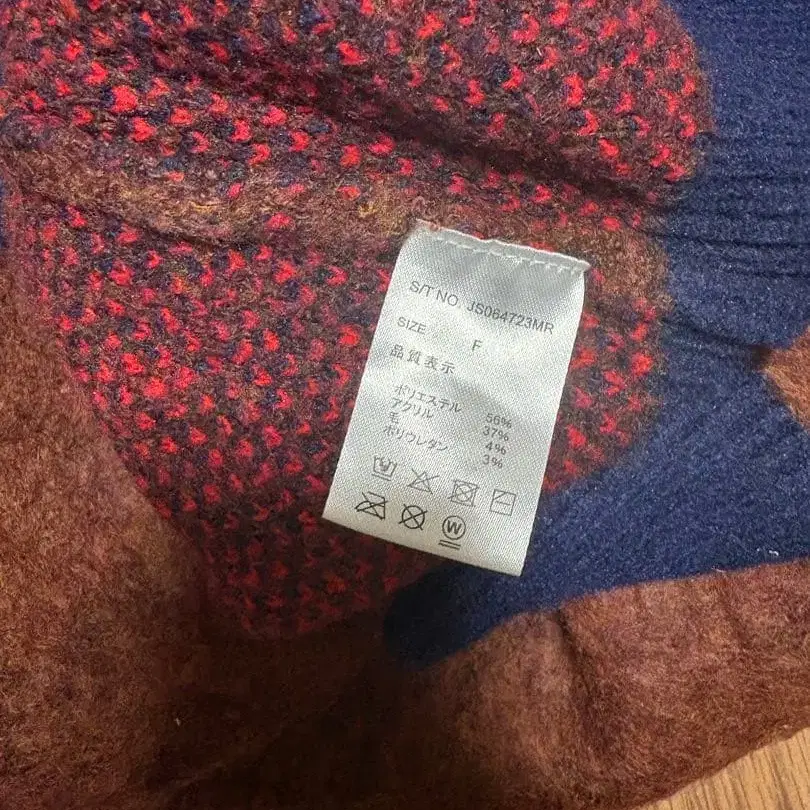 S/T NO. JS064723MR
SIZE F
品質表示
ポリエステル 56%
アクリル 37%
毛 4%
ポリウレタン 3%
W